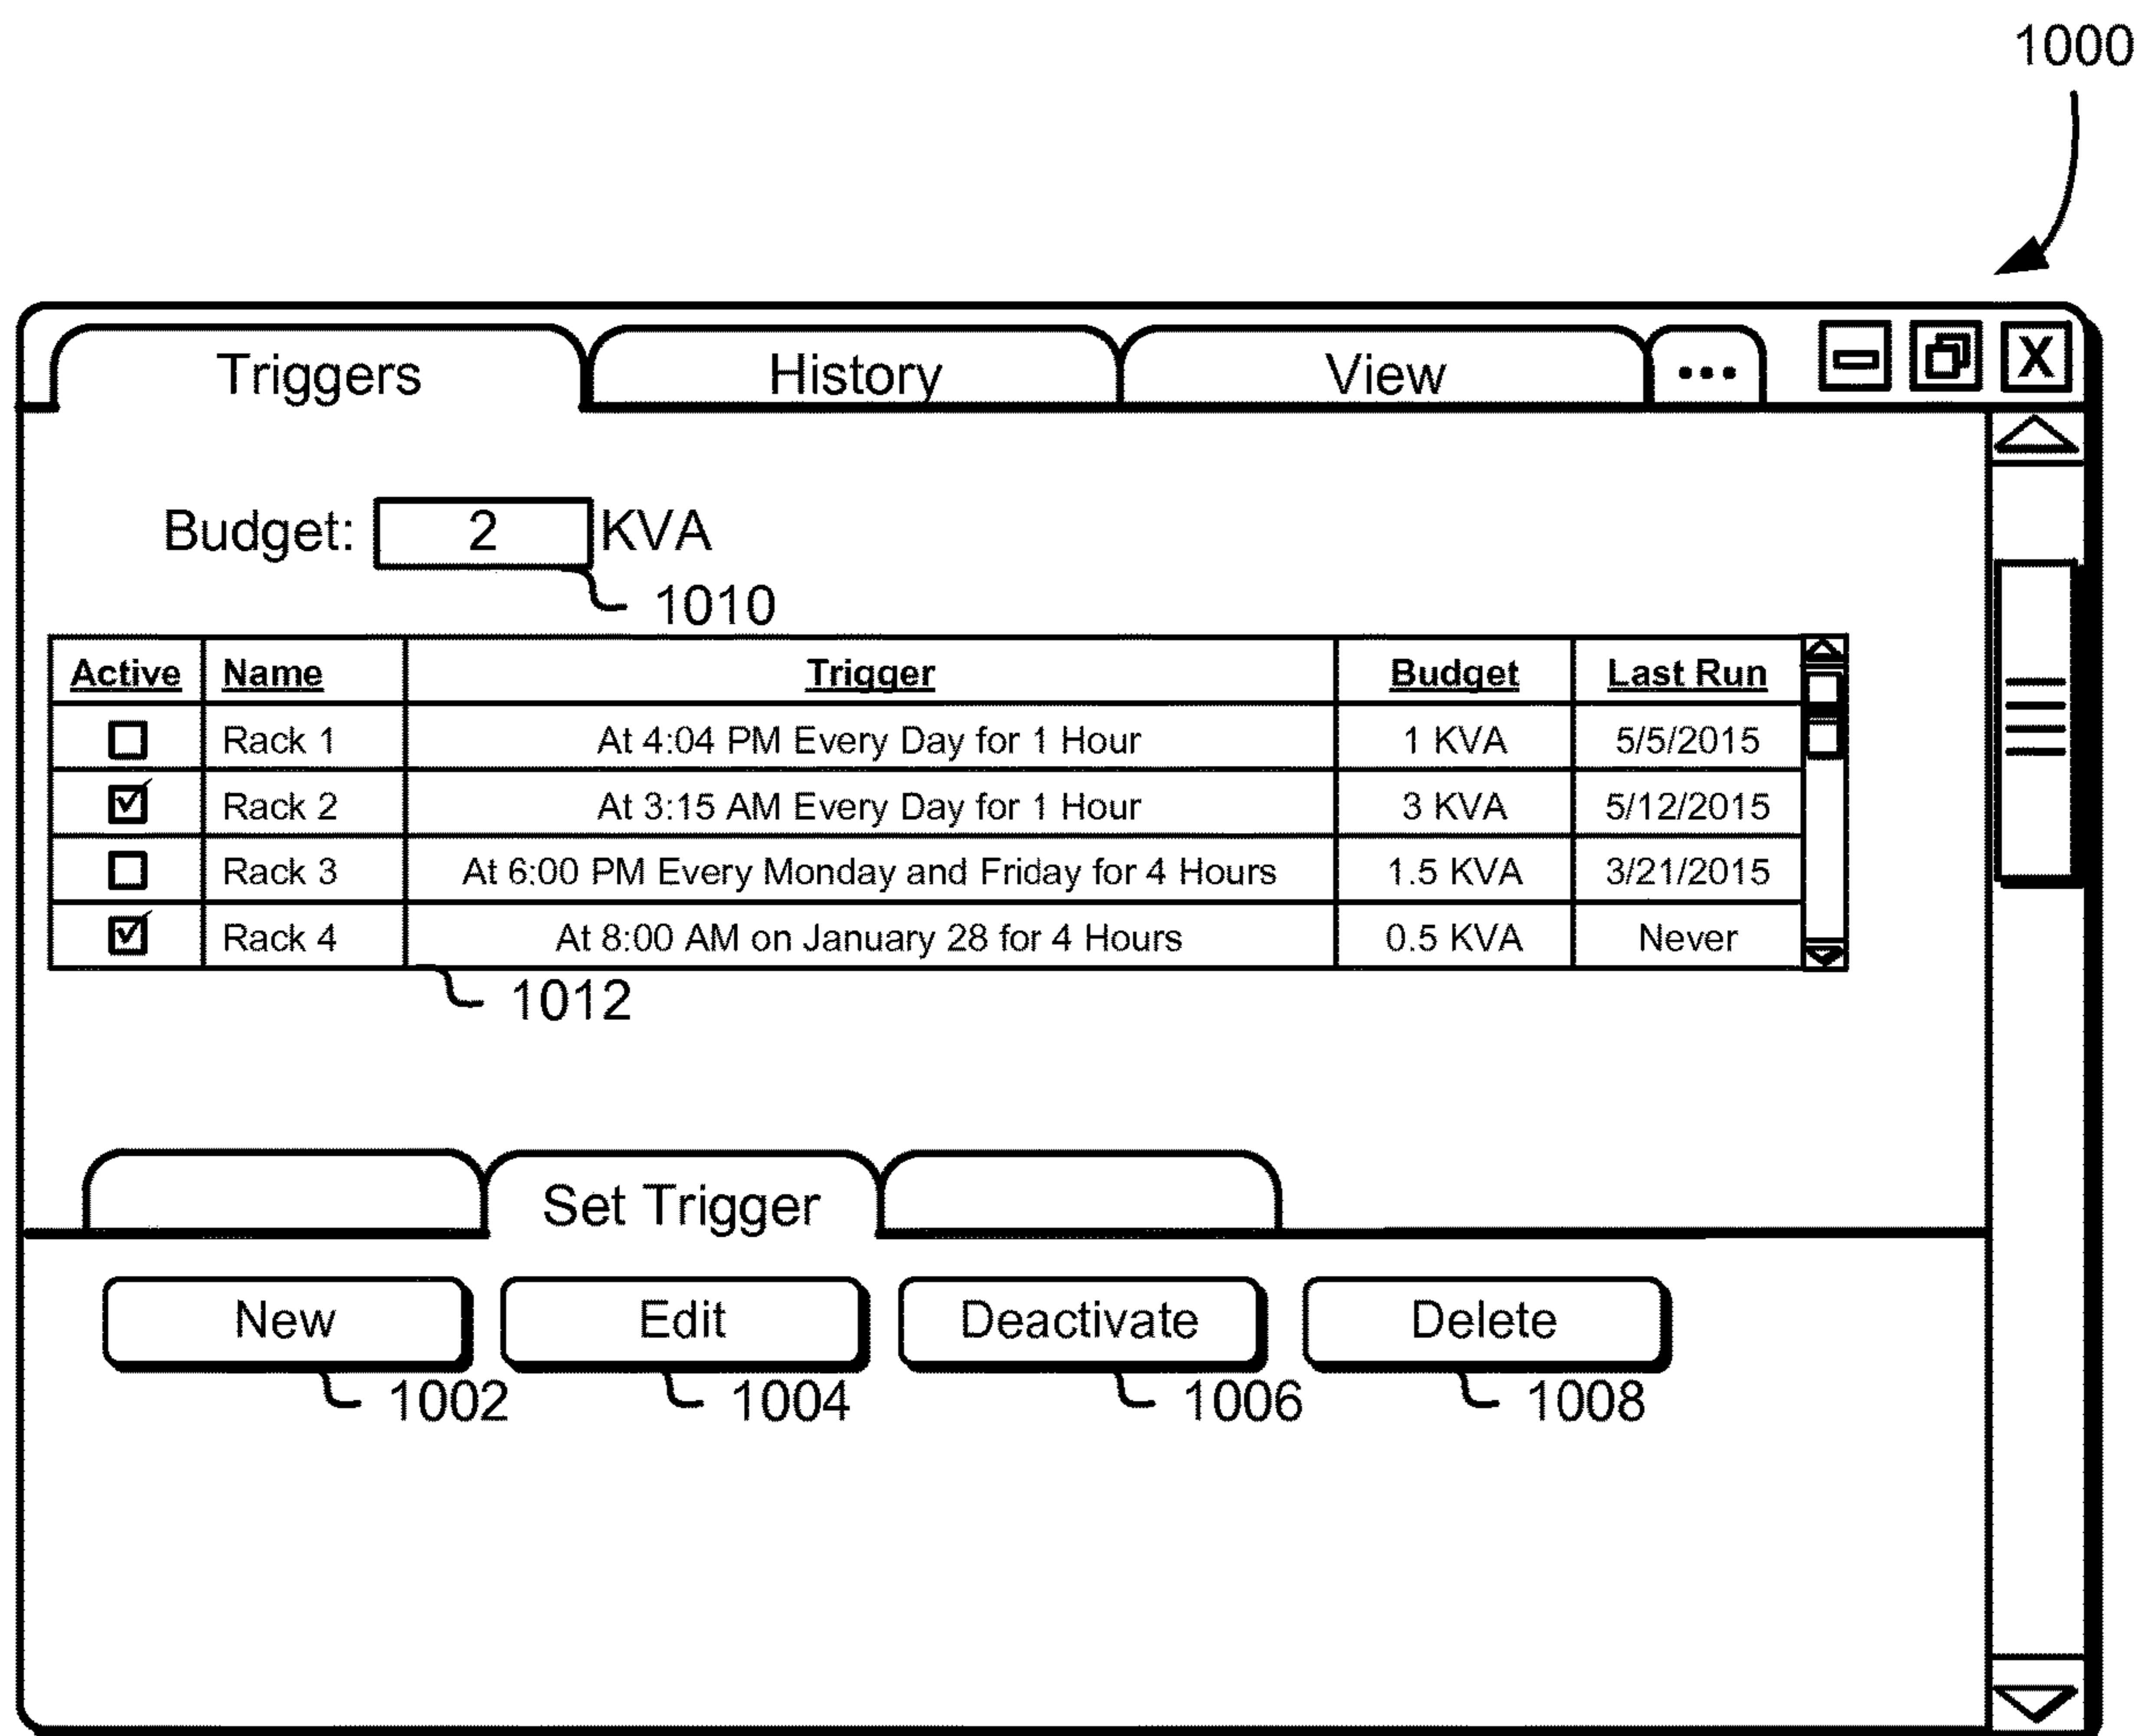 1000
Triggers History View ... X
Budget: 2 KVA
1010
Active Name Trigger Budget Last Run
Rack 1 At 4:04 PM Every Day for 1 Hour 1 KVA 5/5/2015
Rack 2 At 3:15 AM Every Day for 1 Hour 3 KVA 5/12/2015
Rack 3 At 6:00 PM Every Monday and Friday for 4 Hours 1.5 KVA 3/21/2015
Rack 4 At 8:00 AM on January 28 for 4 Hours 0.5 KVA Never
1012
Set Trigger
New Edit Deactivate Delete
1002 1004 1006 1008